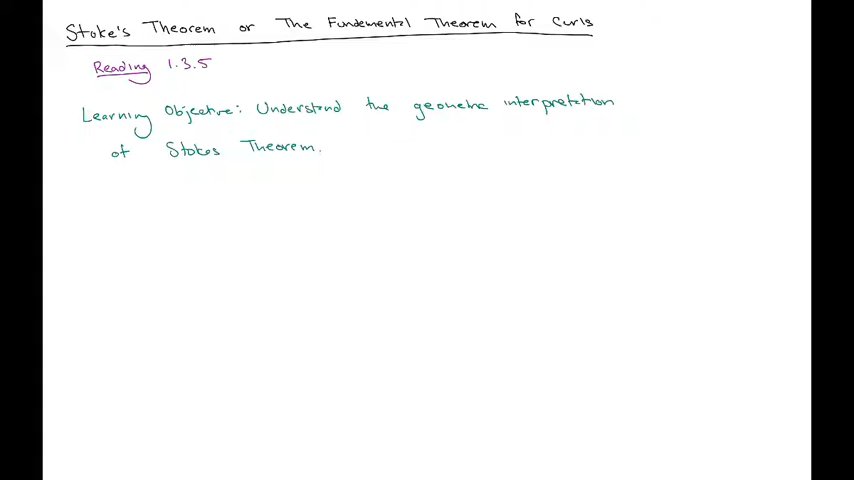 Stoke's Theorem or The Fundemental Theorem for Curls
Reading 1.3.5
Learning Objective: Understand the geometric interpretation
of Stokes Theorem.